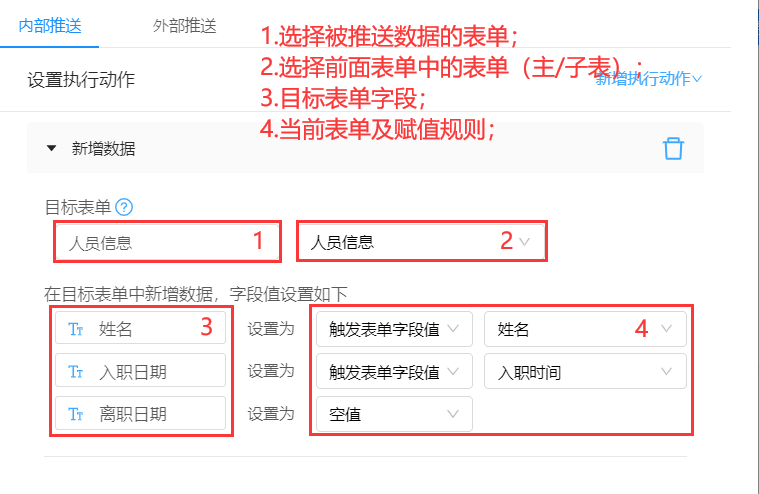 内部推送 外部推送
1.选择被推送数据的表单；
2.选择前面表单中的表单（主/子表）；
设置执行动作 新增执行动作
3.目标表单字段；
4.当前表单及赋值规则；
新增数据
目标表单 ?
人员信息 1 人员信息 2
在目标表单中新增数据，字段值设置如下
TT 姓名 3 设置为 触发表单字段值 姓名 4
TT 入职日期 设置为 触发表单字段值 入职时间
TT 离职日期 设置为 空值